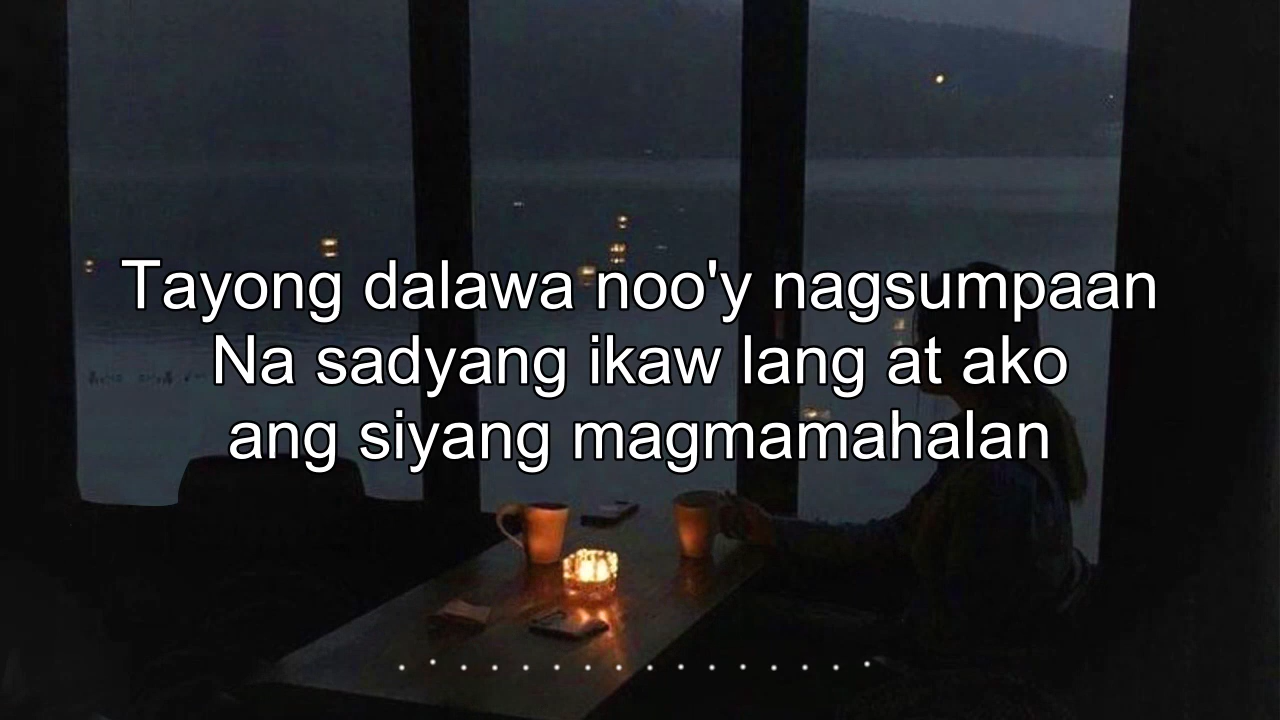 Tayong dalawa noo'y nagsumpaan
Na sadyang ikaw lang at ako
ang siyang magmamahalan